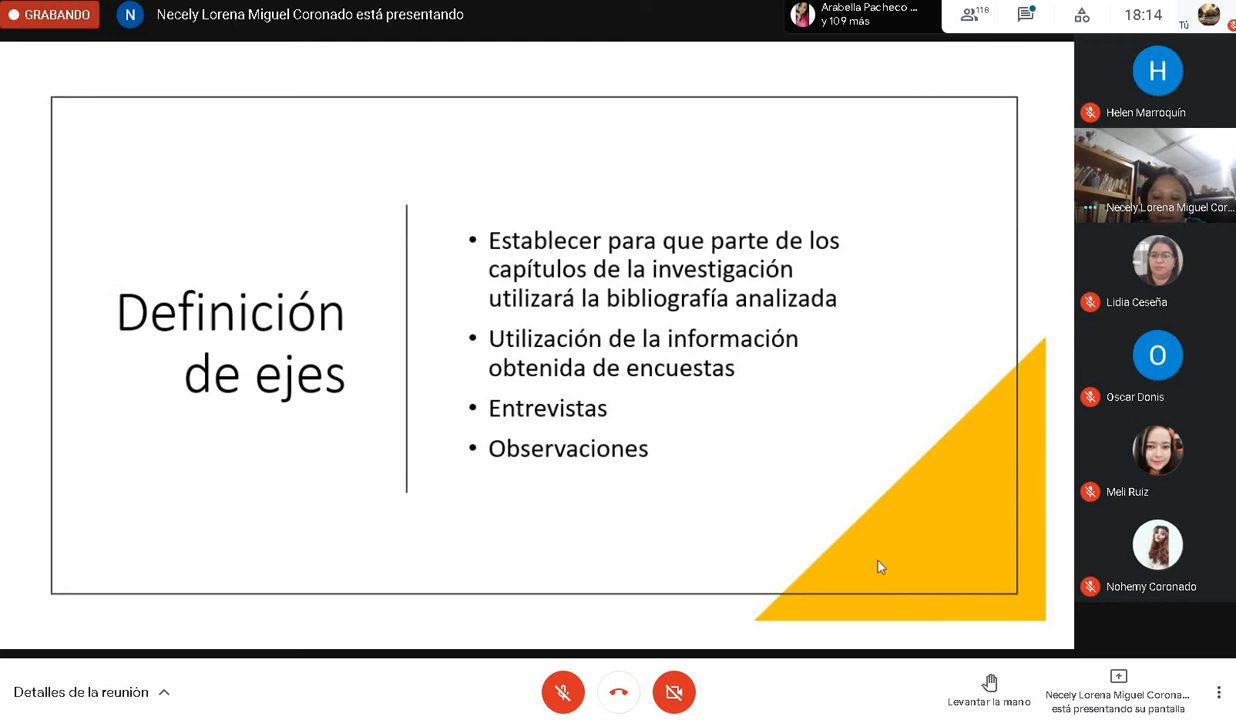 GRABANDO
N
Necely Lorena Miguel Coronado está presentando
Arabella Pacheco ...
y 109 más
116
18:14
Tú
Definición
de ejes
• Establecer para que parte de los
capítulos de la investigación
utilizará la bibliografía analizada
• Utilización de la información
obtenida de encuestas
• Entrevistas
• Observaciones
H
Helen Marroquín
Necely Lorena Miguel Cor...
Lidia Ceseña
O
Oscar Donis
Meli Ruiz
Nohemy Coronado
Detalles de la reunión
Levantar la mano
Necely Lorena Miguel Corona...
está presentando su pantalla